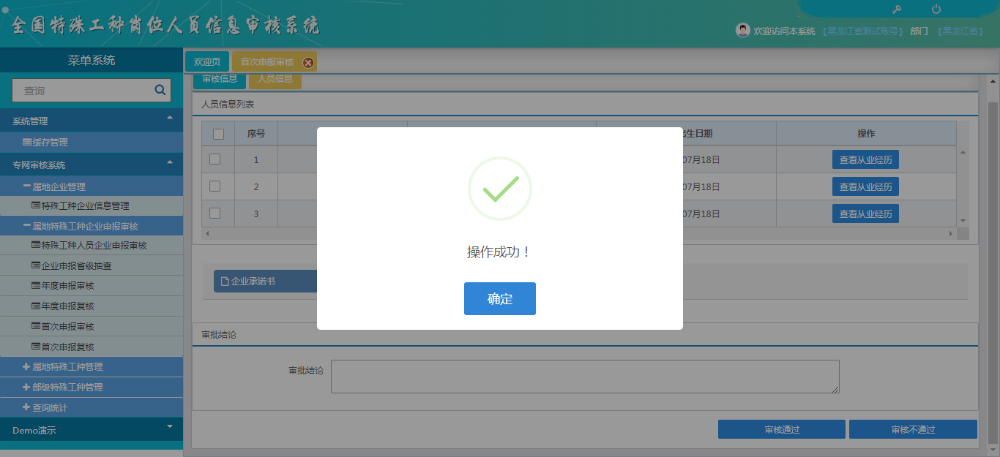 全国特殊工种岗位人员信息审核系统
欢迎访问本系统 【黑龙江省测试账号】 部门 【黑龙江省】
菜单系统
查询
系统管理
缓存管理
专网审核系统
属地企业管理
特殊工种企业信息管理
属地特殊工种企业申报审核
特殊工种人员企业申报审核
企业申报省级抽查
年度申报审核
年度申报复核
首次申报审核
首次申报复核
属地特殊工种管理
部级特殊工种管理
查询统计
Demo演示
欢迎页 首次申报审核
审核信息 人员信息
人员信息列表
序号 出生日期 操作
1 07月18日 查看从业经历
2 07月18日 查看从业经历
3 07月18日 查看从业经历
操作成功！
确定
企业承诺书
审批结论
审批结论
审核通过 审核不通过